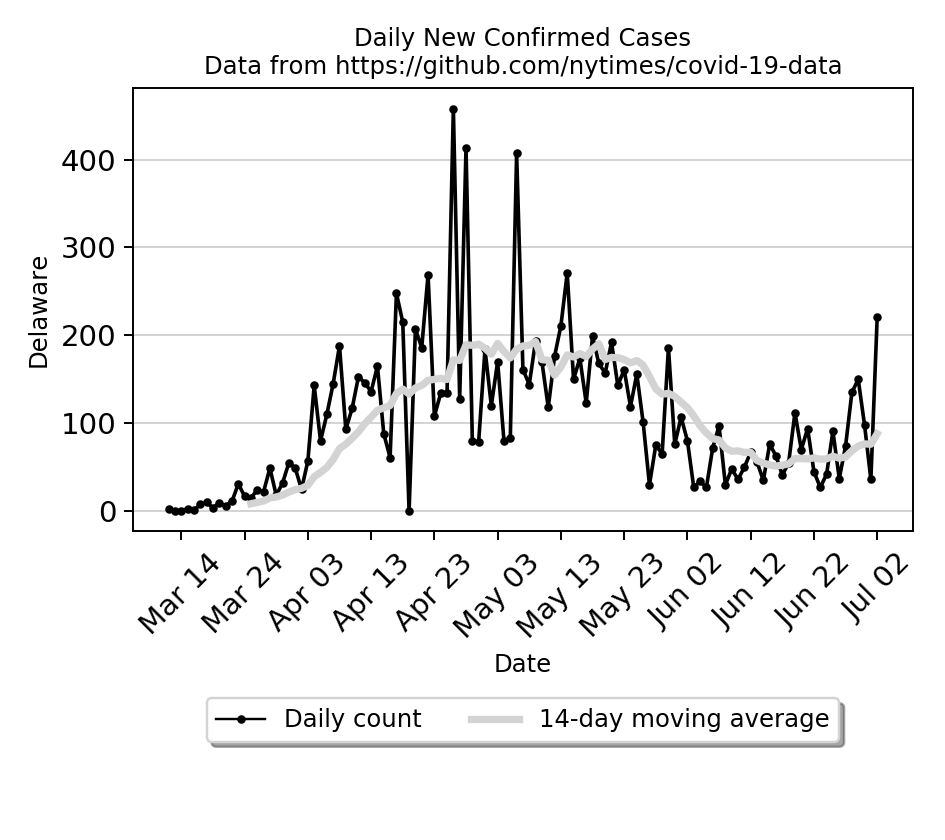 Daily New Confirmed Cases
Data from https://github.com/nytimes/covid-19-data
400
300
200
100
0
Delaware
Mar 14
Mar 24
Apr 03
Apr 13
Apr 23
May 03
May 13
May 23
Jun 02
Jun 12
Jun 22
Jul 02
Date
Daily count
14-day moving average